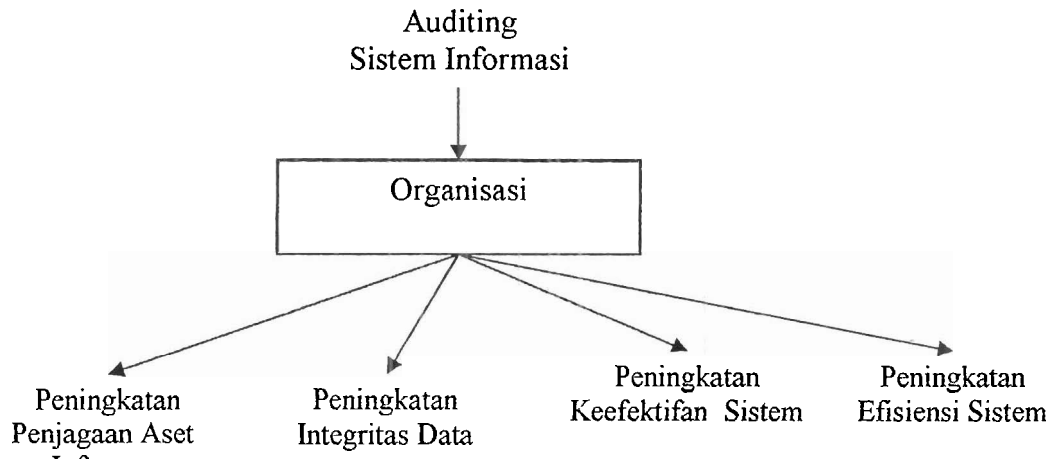 Auditing
Sistem Informasi
Organisasi
Peningkatan
Penjagaan Aset
Peningkatan
Integritas Data
Peningkatan
Keefektifan Sistem
Peningkatan
Efisiensi Sistem